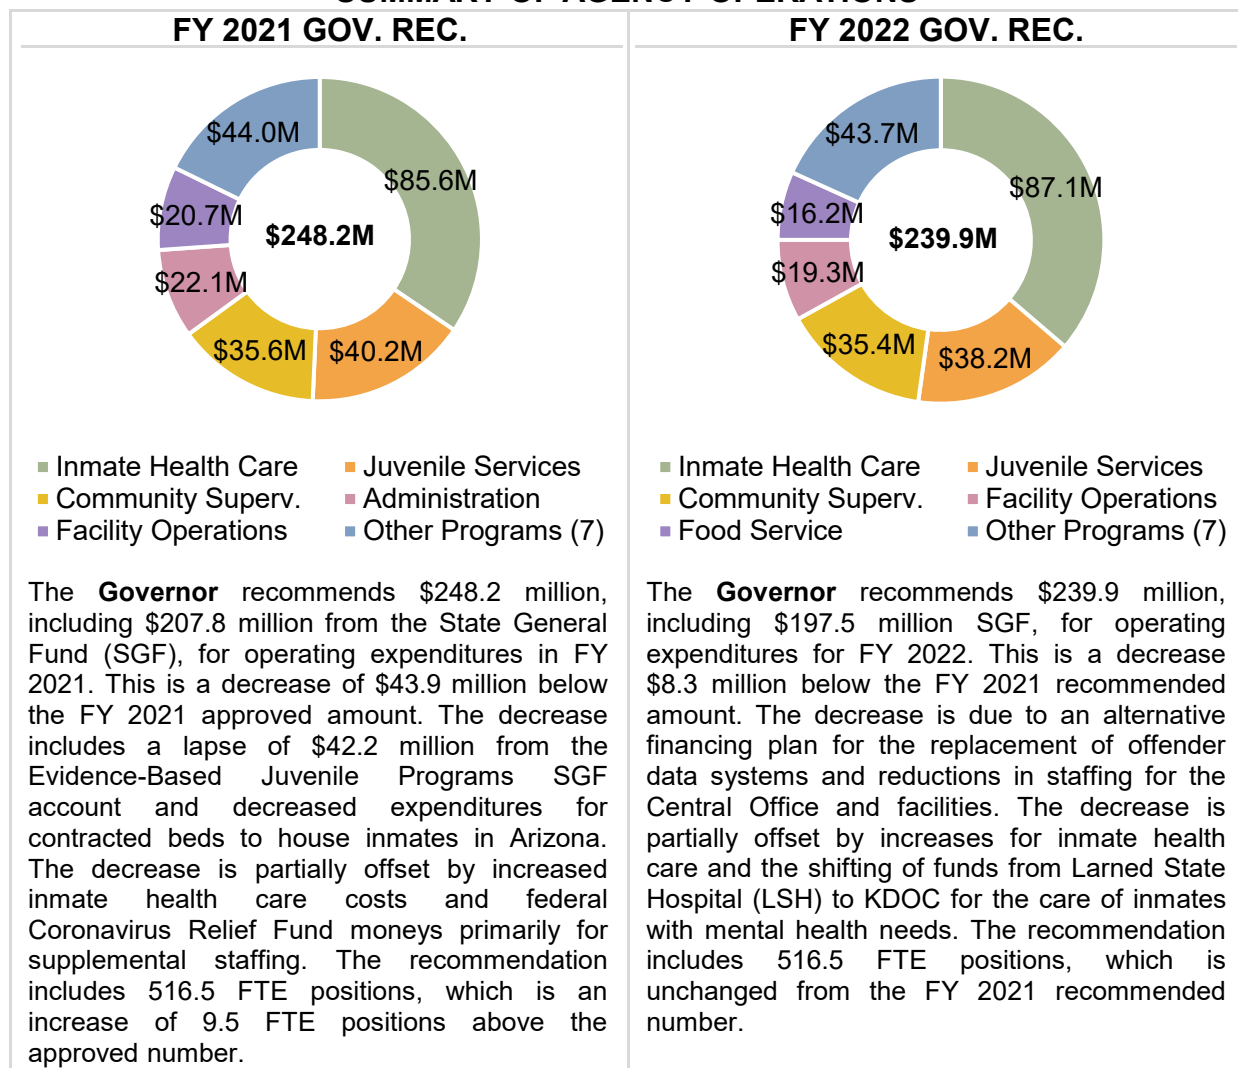 SUMMARY OF AGENCY OPERATIONS
FY 2021 GOV. REC.
$44.0M
$85.6M
$20.7M
$248.2M
$22.1M
$35.6M
$40.2M
Inmate Health Care
Juvenile Services
Community Superv.
Administration
Facility Operations
Other Programs (7)
The Governor recommends $248.2 million,
including $207.8 million from the State General
Fund (SGF), for operating expenditures in FY
2021. This is a decrease of $43.9 million below
the FY 2021 approved amount. The decrease
includes a lapse of $42.2 million from the
Evidence-Based Juvenile Programs SGF
account and decreased expenditures for
contracted beds to house inmates in Arizona.
The decrease is partially offset by increased
inmate health care costs and federal
Coronavirus Relief Fund moneys primarily for
supplemental staffing. The recommendation
includes 516.5 FTE positions, which is an
increase of 9.5 FTE positions above the
approved number.
FY 2022 GOV. REC.
$43.7M
$87.1M
$16.2M
$239.9M
$19.3M
$35.4M
$38.2M
Inmate Health Care
Juvenile Services
Community Superv.
Facility Operations
Food Service
Other Programs (7)
The Governor recommends $239.9 million,
including $197.5 million SGF, for operating
expenditures for FY 2022. This is a decrease
$8.3 million below the FY 2021 recommended
amount. The decrease is due to an alternative
financing plan for the replacement of offender
data systems and reductions in staffing for the
Central Office and facilities. The decrease is
partially offset by increases for inmate health
care and the shifting of funds from Larned State
Hospital (LSH) to KDOC for the care of inmates
with mental health needs. The recommendation
includes 516.5 FTE positions, which is
unchanged from the FY 2021 recommended
number.